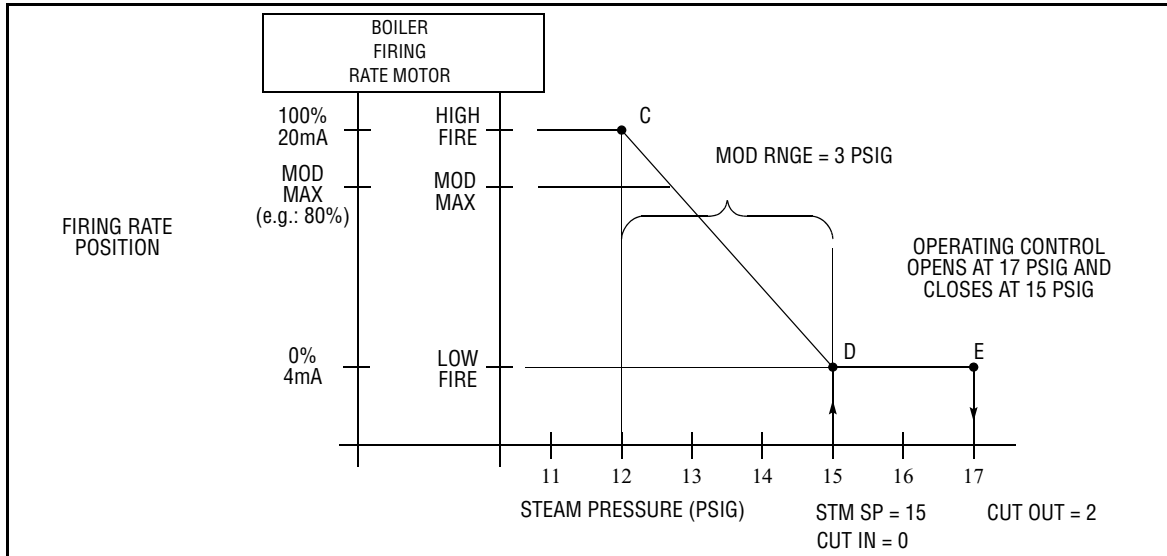 BOILER
FIRING
RATE MOTOR
100%
20mA
HIGH
FIRE
C
MOD RNGE = 3 PSIG
MOD
MAX
(e.g.: 80%)
MOD
MAX
FIRING RATE
POSITION
OPERATING CONTROL
OPENS AT 17 PSIG AND
CLOSES AT 15 PSIG
0%
4mA
LOW
FIRE
D
E
11 12 13 14 15 16 17
STEAM PRESSURE (PSIG)
STM SP = 15
CUT IN = 0
CUT OUT = 2